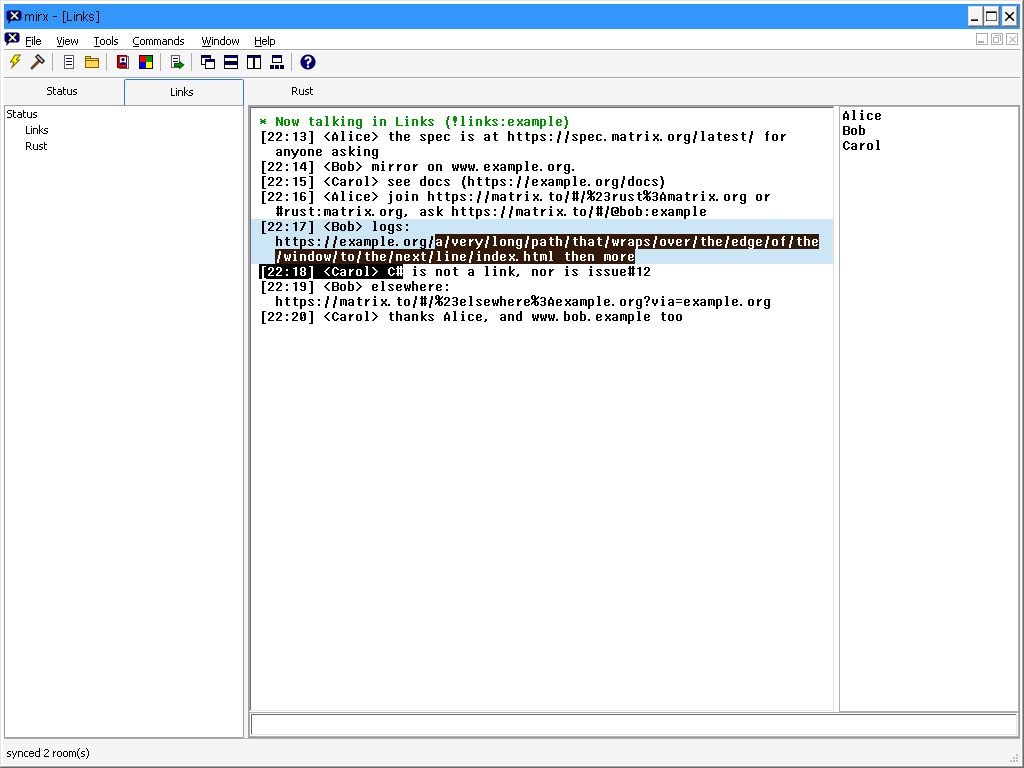 mirx - [Links]
File View Tools Commands Window Help
Status Links Rust
Status
Links
Rust
* Now talking in Links (!links:example)
[22:13] <Alice> the spec is at https://spec.matrix.org/latest/ for
anyone asking
[22:14] <Bob> mirror on www.example.org.
[22:15] <Carol> see docs (https://example.org/docs)
[22:16] <Alice> join https://matrix.to/#/%23rust%3Amatrix.org or
#rust:matrix.org, ask https://matrix.to/#/@bob:example
[22:17] <Bob> logs:
https://example.org/a/very/long/path/that/wraps/over/the/edge/of/the
/window/to/the/next/line/index.html then more
[22:18] <Carol> C# is not a link, nor is issue#12
[22:19] <Bob> elsewhere:
https://matrix.to/#/%23elsewhere%3Aexample.org?via=example.org
[22:20] <Carol> thanks Alice, and www.bob.example too
Alice
Bob
Carol
synced 2 room(s)